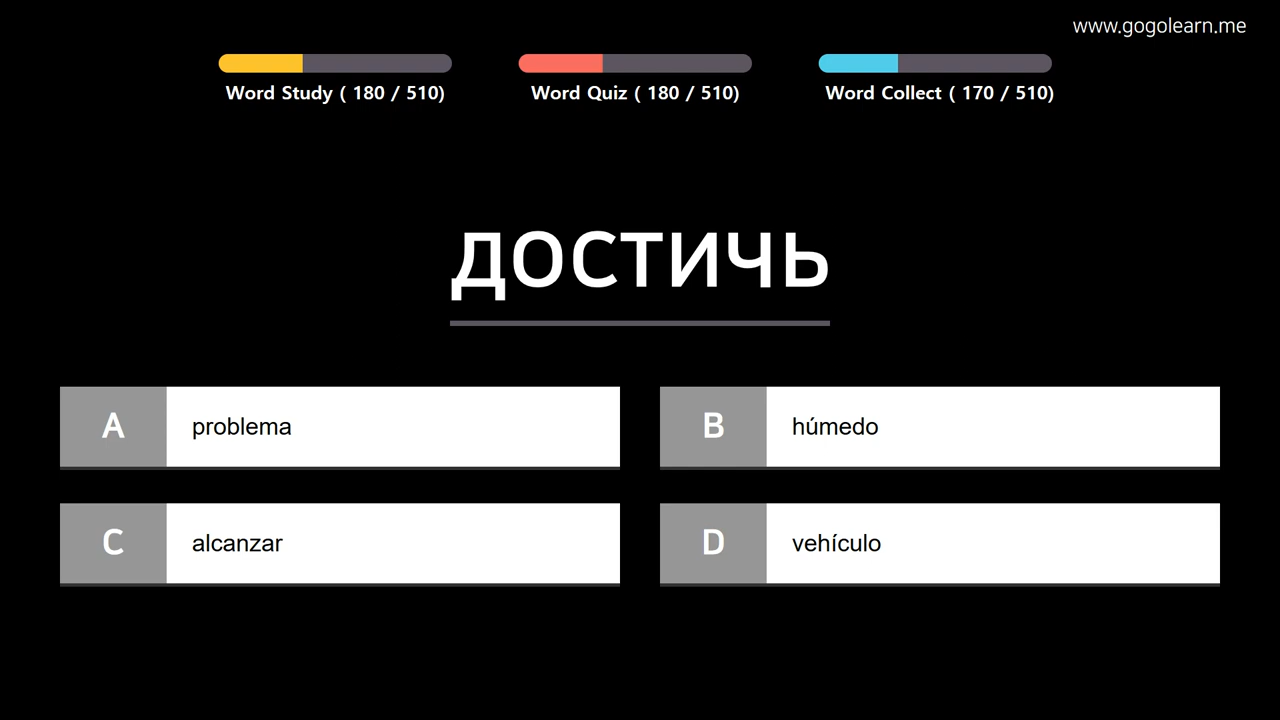 www.gogolearn.me
Word Study ( 180 / 510)
Word Quiz ( 180 / 510)
Word Collect ( 170 / 510)
достичь
A problema
B húmedo
C alcanzar
D vehículo